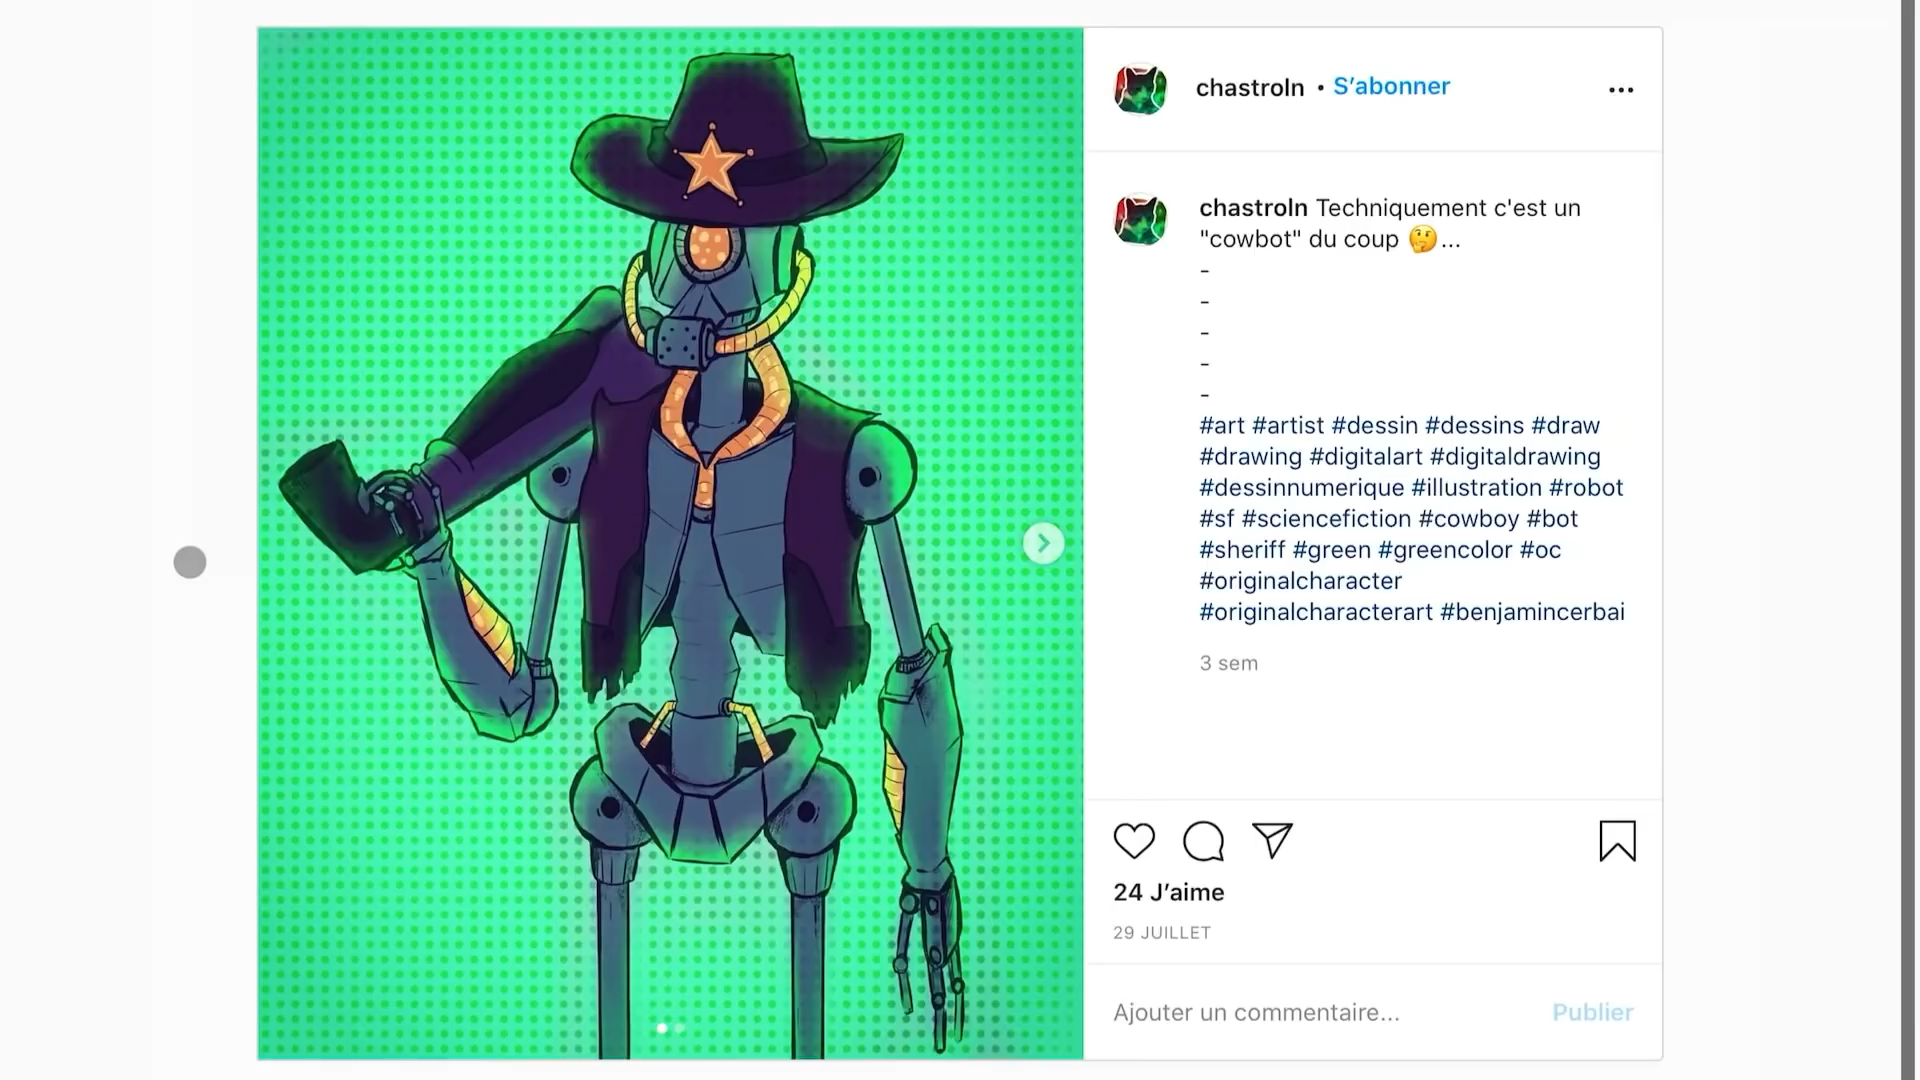 chastroln • S'abonner
chastroln Techniquement c'est un
"cowbot" du coup 🤔...
-
-
-
-
-
#art #artist #dessin #dessins #draw
#drawing #digitalart #digitaldrawing
#dessinnumerique #illustration #robot
#sf #sciencefiction #cowboy #bot
#sheriff #green #greencolor #oc
#originalcharacter
#originalcharacterart #benjamincerbai
3 sem
24 J'aime
29 JUILLET
Ajouter un commentaire... Publier